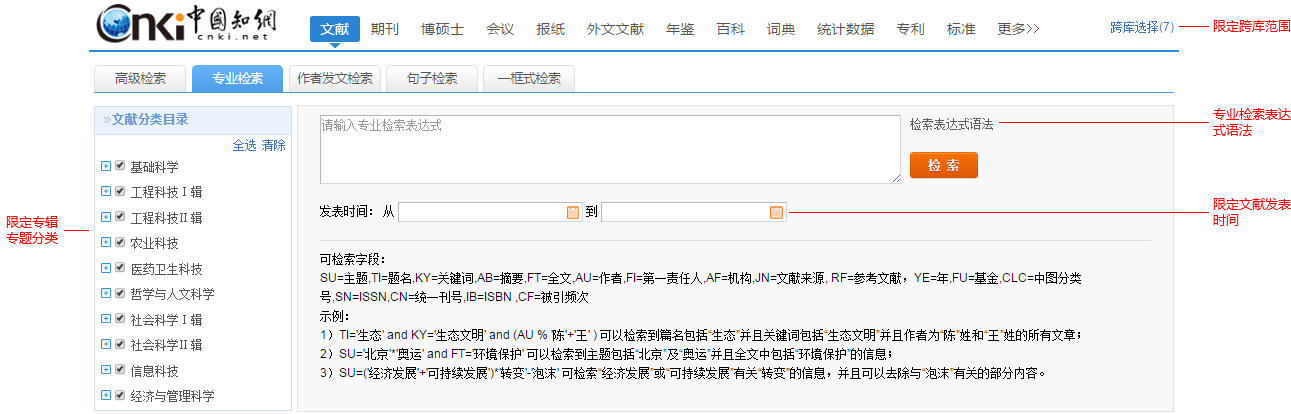 Cnki中国知網
cnki.net
文献 期刊 博硕士 会议 报纸 外文文献 年鉴 百科 词典 统计数据 专利 标准 更多>>
跨库选择(7)
限定跨库范围
高级检索 专业检索 作者发文检索 句子检索 一框式检索
»文献分类目录
全选 清除
基础科学
工程科技Ⅰ辑
工程科技II辑
农业科技
医药卫生科技
哲学与人文科学
社会科学Ⅰ辑
社会科学II辑
信息科技
经济与管理科学
限定专辑
专题分类
请输入专业检索表达式
检索表达式语法
检 索
专业检索表达
式语法
发表时间： 从 到
限定文献发表
时间
可检索字段：
SU=主题,TI=题名,KY=关键词,AB=摘要,FT=全文,AU=作者,FI=第一责任人,AF=机构,JN=文献来源, RF=参考文献，YE=年,FU=基金,CLC=中图分类
号,SN=ISSN,CN=统一刊号,IB=ISBN ,CF=被引频次
示例：
1）TI='生态' and KY='生态文明' and (AU % '陈'+'王' ) 可以检索到篇名包括“生态”并且关键词包括“生态文明”并且作者为“陈”姓和“王”姓的所有文章；
2）SU='北京'*'奥运' and FT='环境保护' 可以检索到主题包括“北京”及“奥运”并且全文中包括“环境保护”的信息；
3）SU=('经济发展'+'可持续发展')*'转变'-'泡沫' 可检索“经济发展”或“可持续发展”有关“转变”的信息，并且可以去除与“泡沫”有关的部分内容。